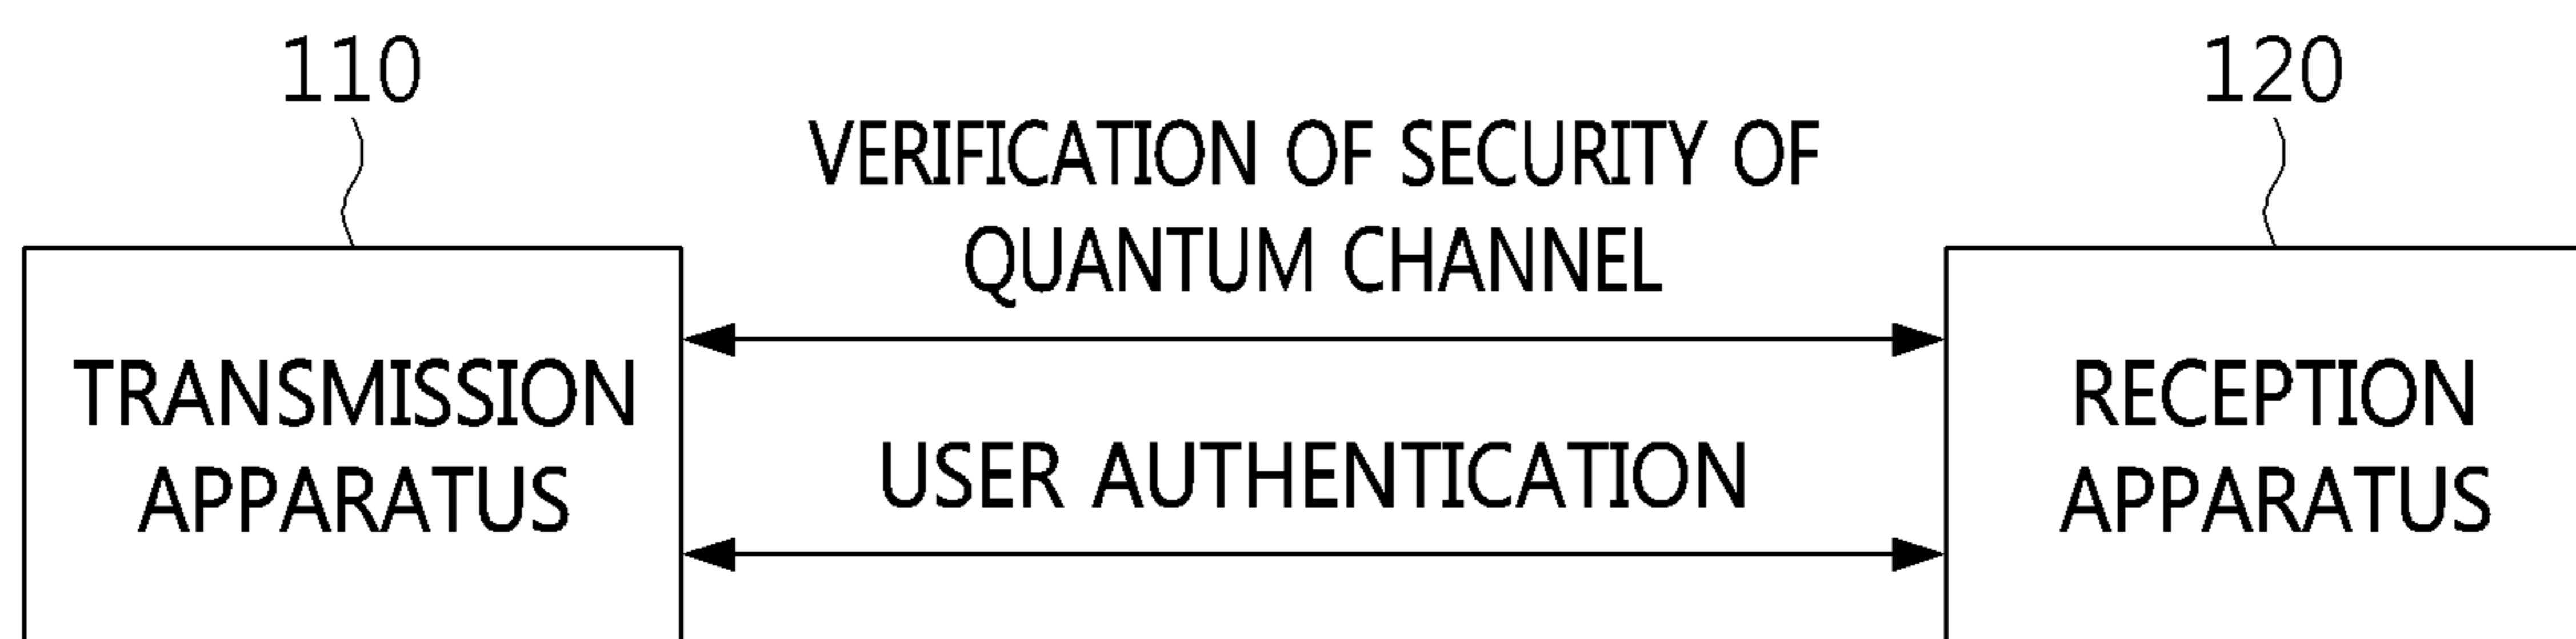 110
120
VERIFICATION OF SECURITY OF
QUANTUM CHANNEL
TRANSMISSION
APPARATUS
USER AUTHENTICATION
RECEPTION
APPARATUS